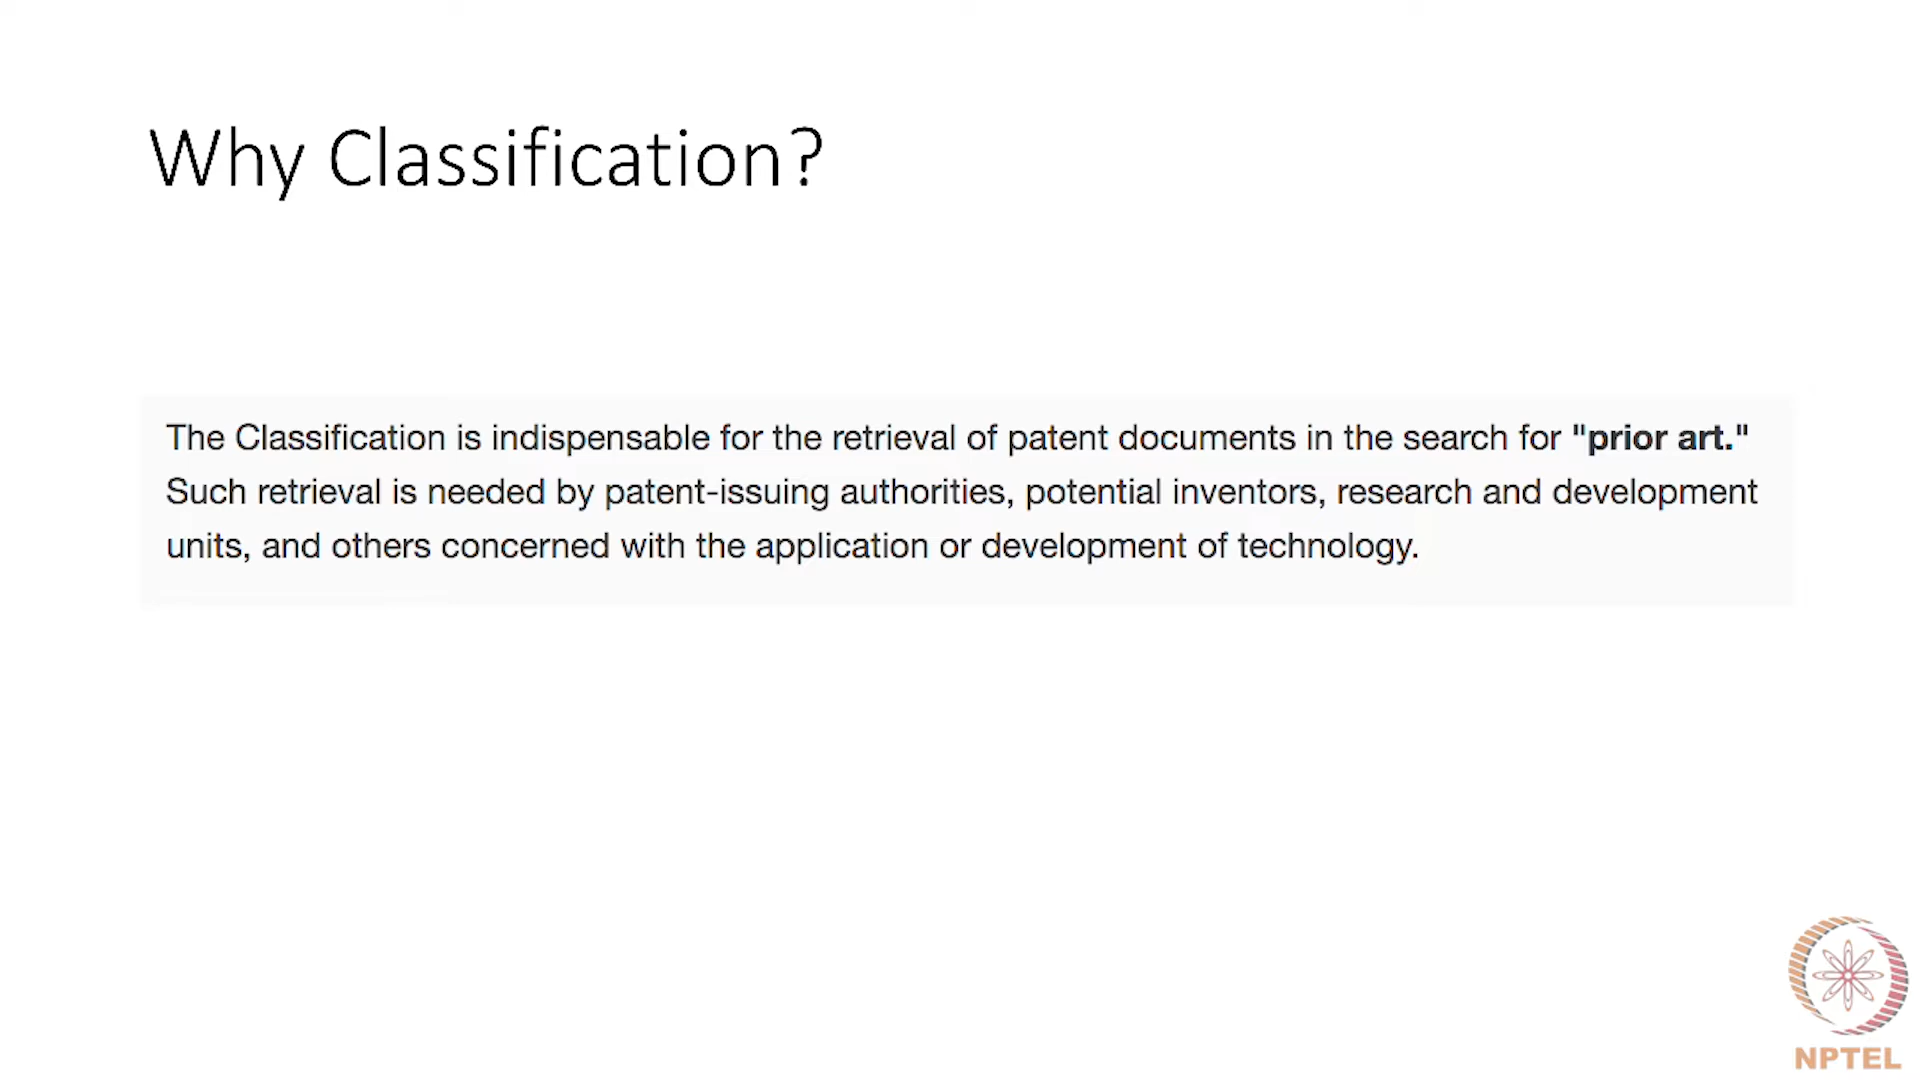 Why Classification?
The Classification is indispensable for the retrieval of patent documents in the search for "prior art."
Such retrieval is needed by patent-issuing authorities, potential inventors, research and development
units, and others concerned with the application or development of technology.
NPTEL